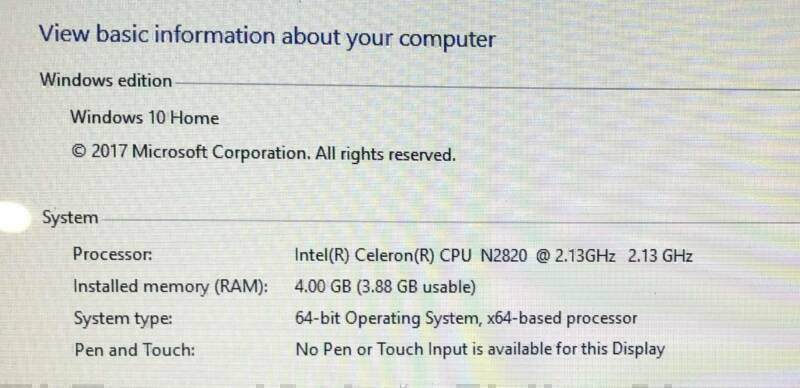 View basic information about your computer
Windows edition
Windows 10 Home
© 2017 Microsoft Corporation. All rights reserved.
System
Processor: Intel(R) Celeron(R) CPU N2820 @ 2.13GHz 2.13 GHz
Installed memory (RAM): 4.00 GB (3.88 GB usable)
System type: 64-bit Operating System, x64-based processor
Pen and Touch: No Pen or Touch Input is available for this Display